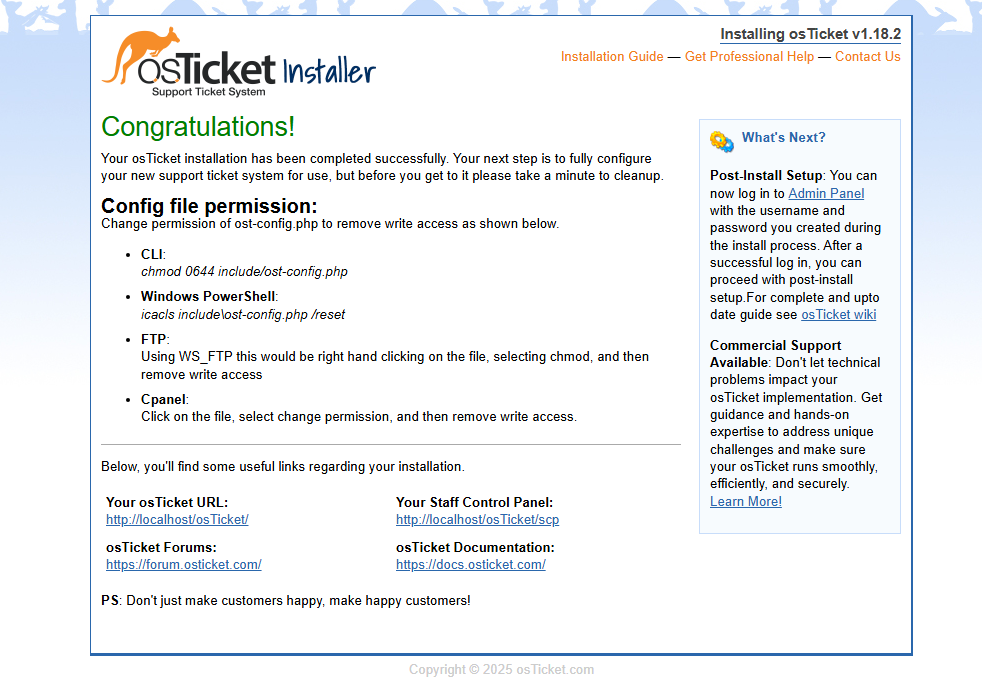 osTicket Installer
Support Ticket System
Installing osTicket v1.18.2
Installation Guide — Get Professional Help — Contact Us
Congratulations!
Your osTicket installation has been completed successfully. Your next step is to fully configure
your new support ticket system for use, but before you get to it please take a minute to cleanup.
Config file permission:
Change permission of ost-config.php to remove write access as shown below.
• CLI:
chmod 0644 include/ost-config.php
• Windows PowerShell:
icacls include\ost-config.php /reset
• FTP:
Using WS_FTP this would be right hand clicking on the file, selecting chmod, and then
remove write access
• Cpanel:
Click on the file, select change permission, and then remove write access.
Below, you'll find some useful links regarding your installation.
Your osTicket URL:
http://localhost/osTicket/
Your Staff Control Panel:
http://localhost/osTicket/scp
osTicket Forums:
https://forum.osticket.com/
osTicket Documentation:
https://docs.osticket.com/
PS: Don't just make customers happy, make happy customers!
What's Next?
Post-Install Setup: You can
now log in to Admin Panel
with the username and
password you created during
the install process. After a
successful log in, you can
proceed with post-install
setup.For complete and upto
date guide see osTicket wiki
Commercial Support
Available: Don't let technical
problems impact your
osTicket implementation. Get
guidance and hands-on
expertise to address unique
challenges and make sure
your osTicket runs smoothly,
efficiently, and securely.
Learn More!
Copyright © 2025 osTicket.com